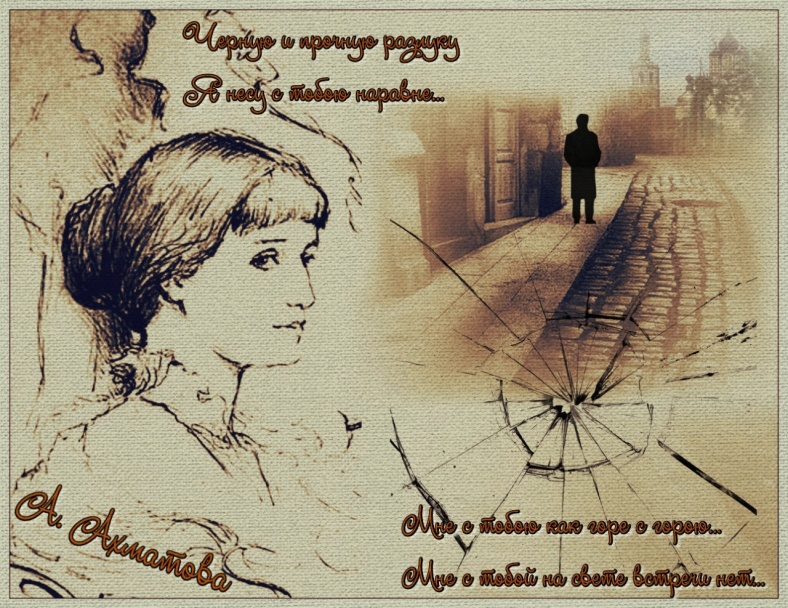 Черную и прочную разлуку
Я несу с тобою наравне...
Мне с тобою как горе с горою...
Мне с тобой на свете встречи нет...
А. Ахматова